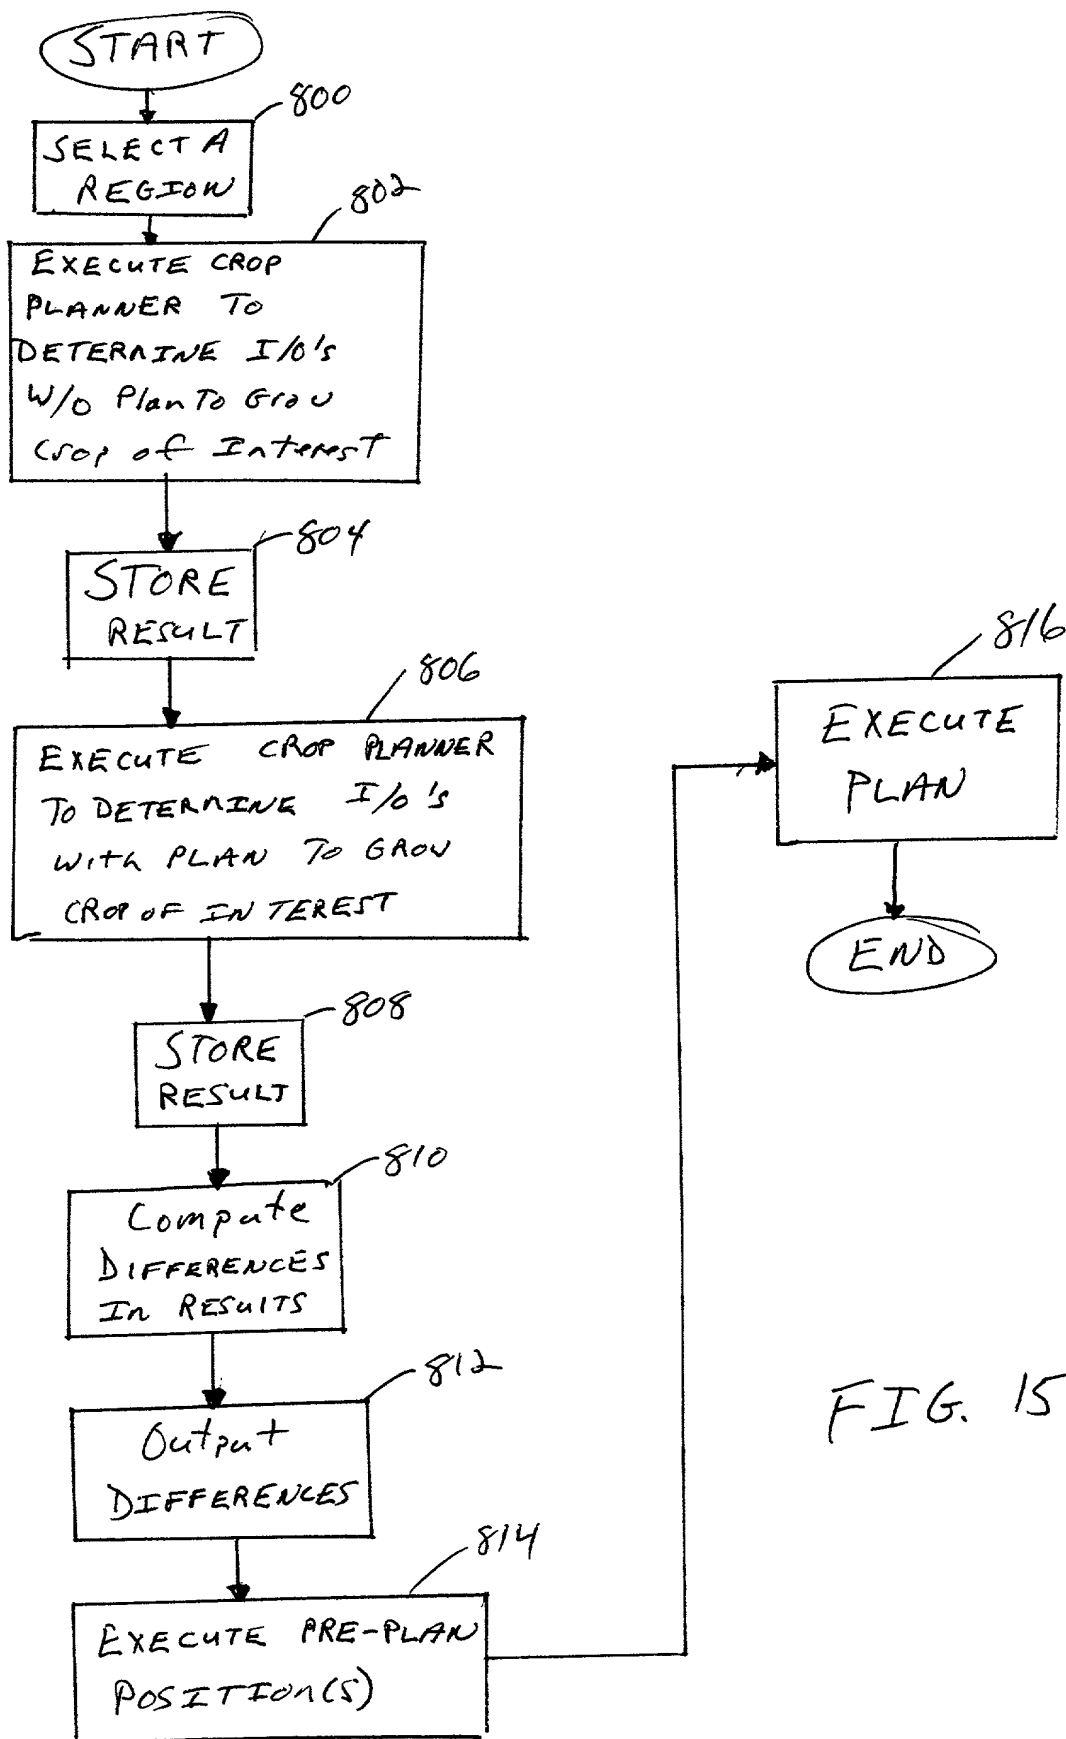 START
800
SELECT A
REGION
802
EXECUTE CROP
PLANNER TO
DETERMINE I/O's
W/O Plan To Grow
Crop of Interest
804
STORE
RESULT
806
EXECUTE CROP PLANNER
TO DETERMINE I/O's
WITH PLAN TO GROW
CROP OF INTEREST
808
STORE
RESULT
810
Compute
DIFFERENCES
In RESULTS
812
Output
DIFFERENCES
814
EXECUTE PRE-PLAN
POSITION(S)
816
EXECUTE
PLAN
END
FIG. 15